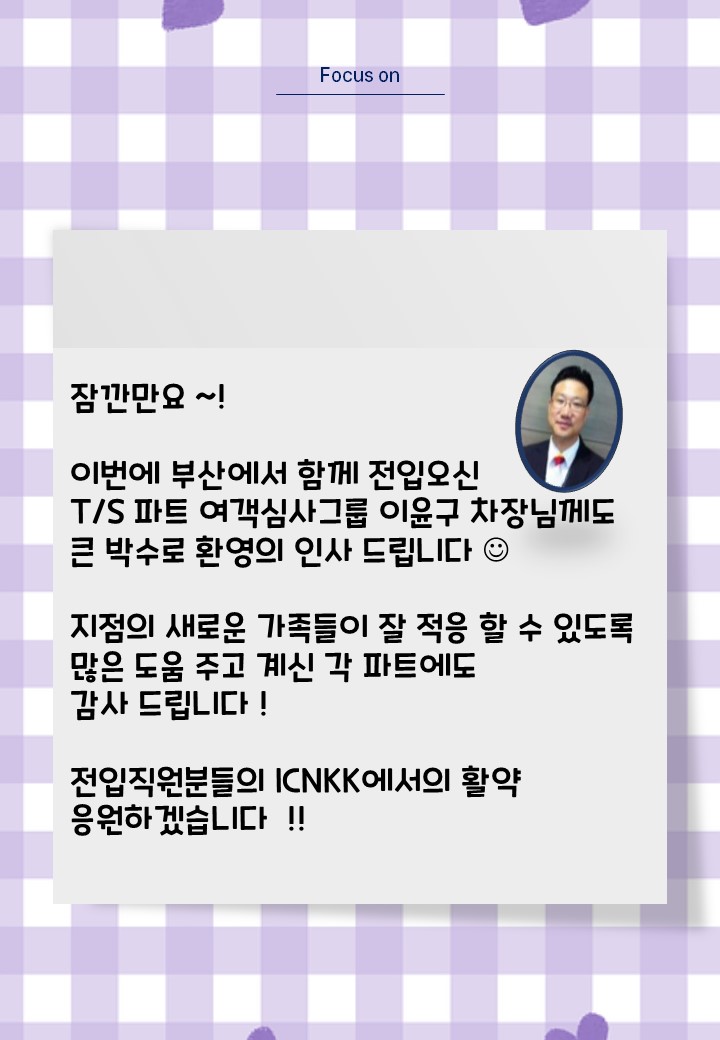 Focus on
잠깐만요 ~!
이번에 부산에서 함께 전입오신
T/S 파트 여객심사그룹 이윤구 차장님께도
큰 박수로 환영의 인사 드립니다 ☺
지점의 새로운 가족들이 잘 적응 할 수 있도록
많은 도움 주고 계신 각 파트에도
감사 드립니다 !
전입직원분들의 ICNKK에서의 활약
응원하겠습니다 !!